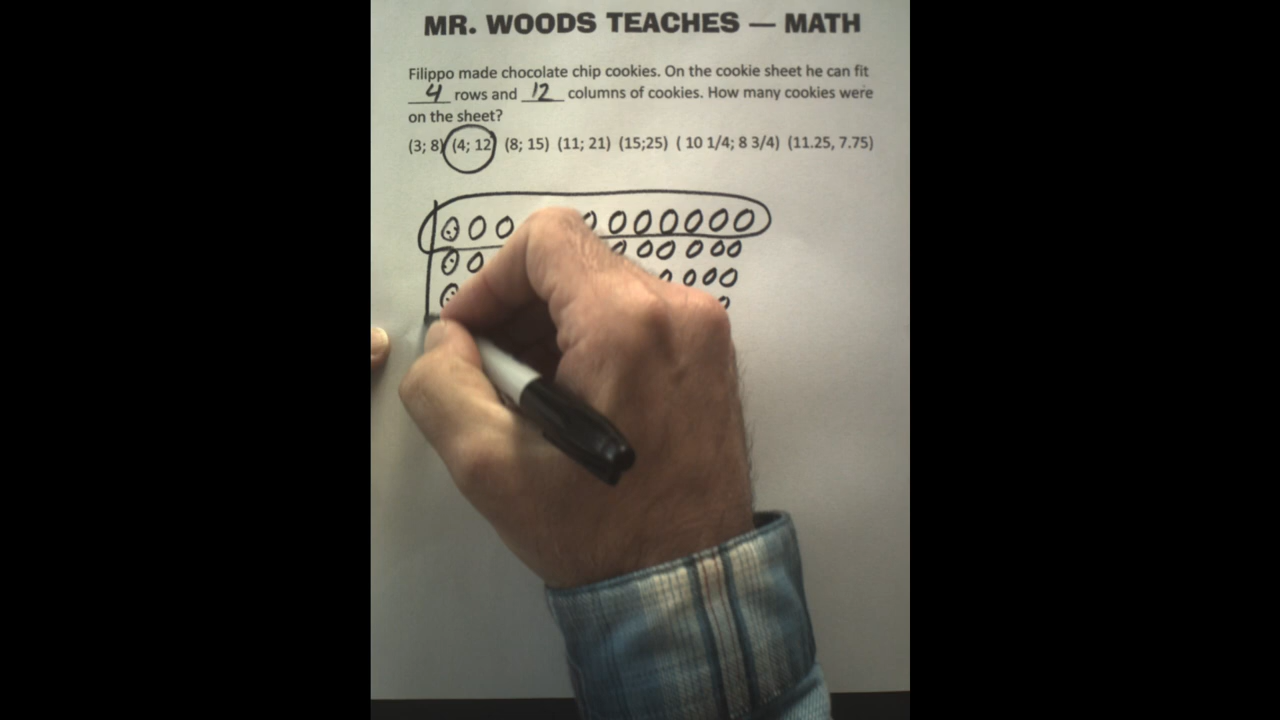 MR. WOODS TEACHES — MATH
Filippo made chocolate chip cookies. On the cookie sheet he can fit
4 rows and 12 columns of cookies. How many cookies were
on the sheet?
(3; 8) (4; 12) (8; 15) (11; 21) (15;25) ( 10 1/4; 8 3/4) (11.25, 7.75)